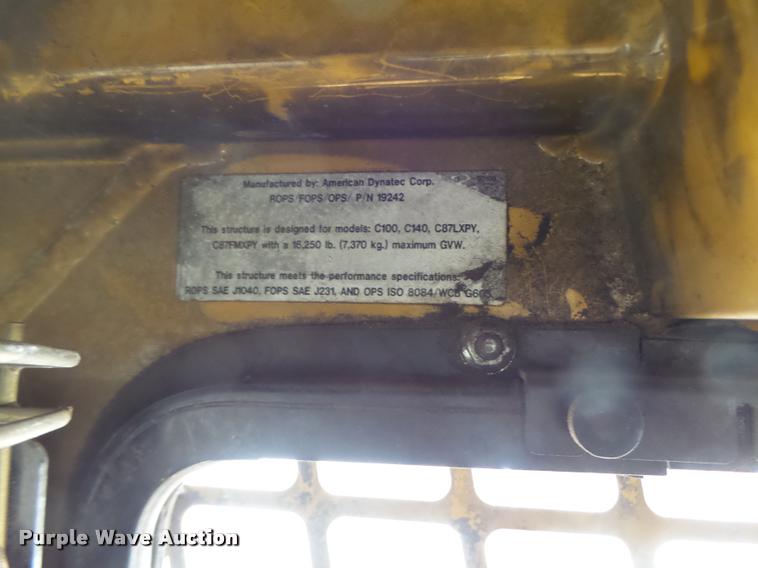 Manufactured by: American Dynatec Corp.
ROPS/FOPS/OPS/ P/N 19242
This structure is designed for models: C100, C140, C87LXPY,
C87FMXPY with a 16,250 lb. (7,370 kg.) maximum GVW.
This structure meets the performance specifications:
ROPS SAE J1040, FOPS SAE J231, AND OPS ISO 8084/WCB
Purple Wave Auction